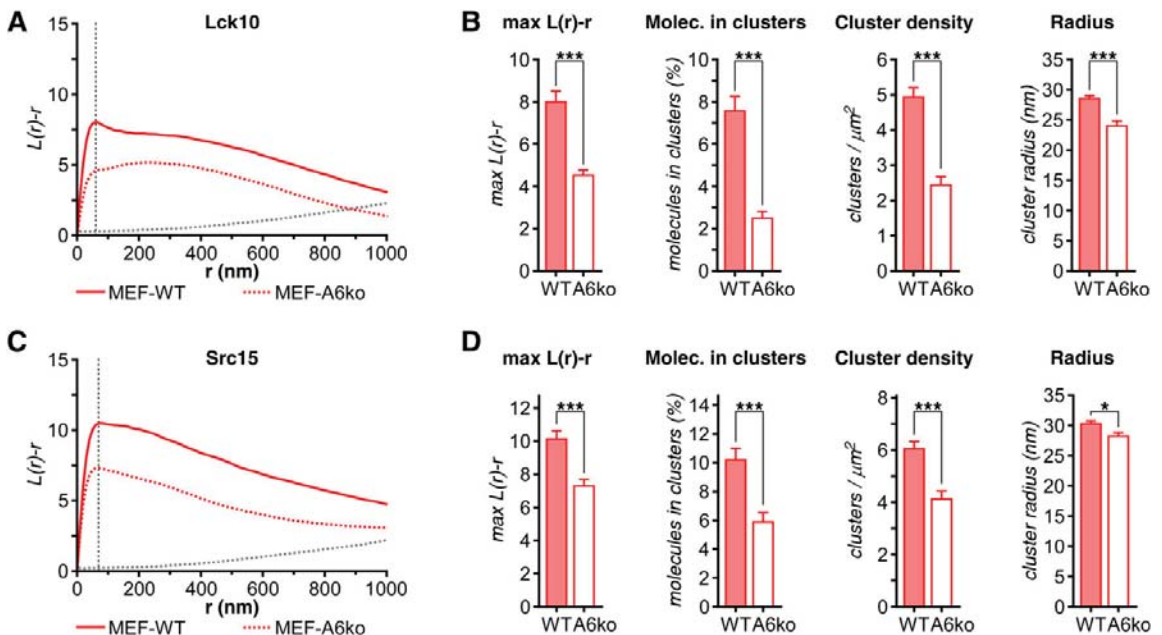 A
Lck10
15
10
5
0
L(r)-r
0 200 400 600 800 1000
r (nm)
MEF-WT MEF-A6ko
B
max L(r)-r Molec. in clusters Cluster density Radius
***
10
8
6
4
2
0
max L(r)-r
WT A6ko
***
10
8
6
4
2
0
molecules in clusters (%)
WT A6ko
***
6
5
4
3
2
1
0
clusters / μm²
WT A6ko
***
35
30
25
20
15
10
5
0
cluster radius (nm)
WT A6ko
C
Src15
15
10
5
0
L(r)-r
0 200 400 600 800 1000
r (nm)
MEF-WT MEF-A6ko
D
max L(r)-r Molec. in clusters Cluster density Radius
***
12
10
8
6
4
2
0
max L(r)-r
WT A6ko
***
14
12
10
8
6
4
2
0
molecules in clusters (%)
WT A6ko
***
8
6
4
2
0
clusters / μm²
WT A6ko
*
35
30
25
20
15
10
5
0
cluster radius (nm)
WT A6ko